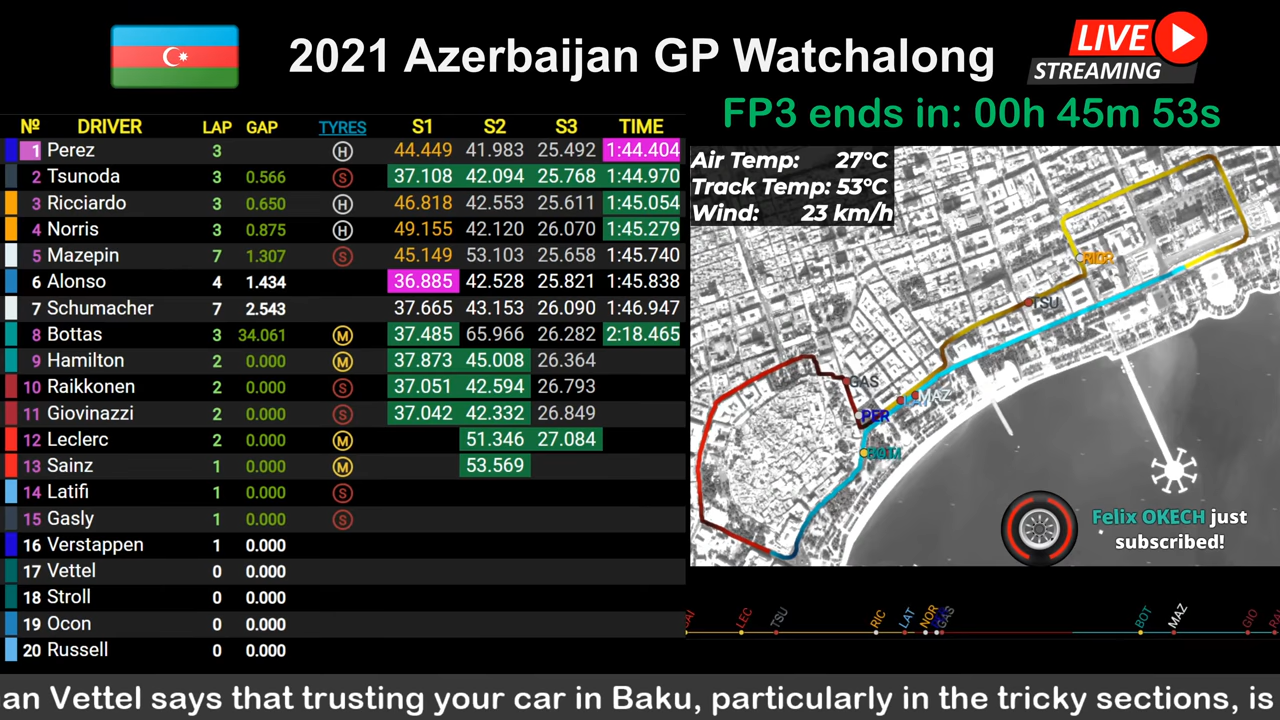 2021 Azerbaijan GP Watchalong
LIVE
STREAMING
FP3 ends in: 00h 45m 53s
Nº DRIVER LAP GAP TYRES S1 S2 S3 TIME
1 Perez 3 H 44.449 41.983 25.492 1:44.404
2 Tsunoda 3 0.566 S 37.108 42.094 25.768 1:44.970
3 Ricciardo 3 0.650 H 46.818 42.553 25.611 1:45.054
4 Norris 3 0.875 H 49.155 42.120 26.070 1:45.279
5 Mazepin 7 1.307 S 45.149 53.103 25.658 1:45.740
6 Alonso 4 1.434 36.885 42.528 25.821 1:45.838
7 Schumacher 7 2.543 37.665 43.153 26.090 1:46.947
8 Bottas 3 34.061 M 37.485 65.966 26.282 2:18.465
9 Hamilton 2 0.000 M 37.873 45.008 26.364
10 Raikkonen 2 0.000 S 37.051 42.594 26.793
11 Giovinazzi 2 0.000 S 37.042 42.332 26.849
12 Leclerc 2 0.000 M 51.346 27.084
13 Sainz 1 0.000 M 53.569
14 Latifi 1 0.000 S
15 Gasly 1 0.000 S
16 Verstappen 1 0.000
17 Vettel 0 0.000
18 Stroll 0 0.000
19 Ocon 0 0.000
20 Russell 0 0.000
Air Temp: 27°C
Track Temp: 53°C
Wind: 23 km/h
TSU
GAS
MAZ
PER
Felix OKECH just
subscribed!
LEC TSU RIC LAT NOR GAS BOT MAZ GIO
an Vettel says that trusting your car in Baku, particularly in the tricky sections, is